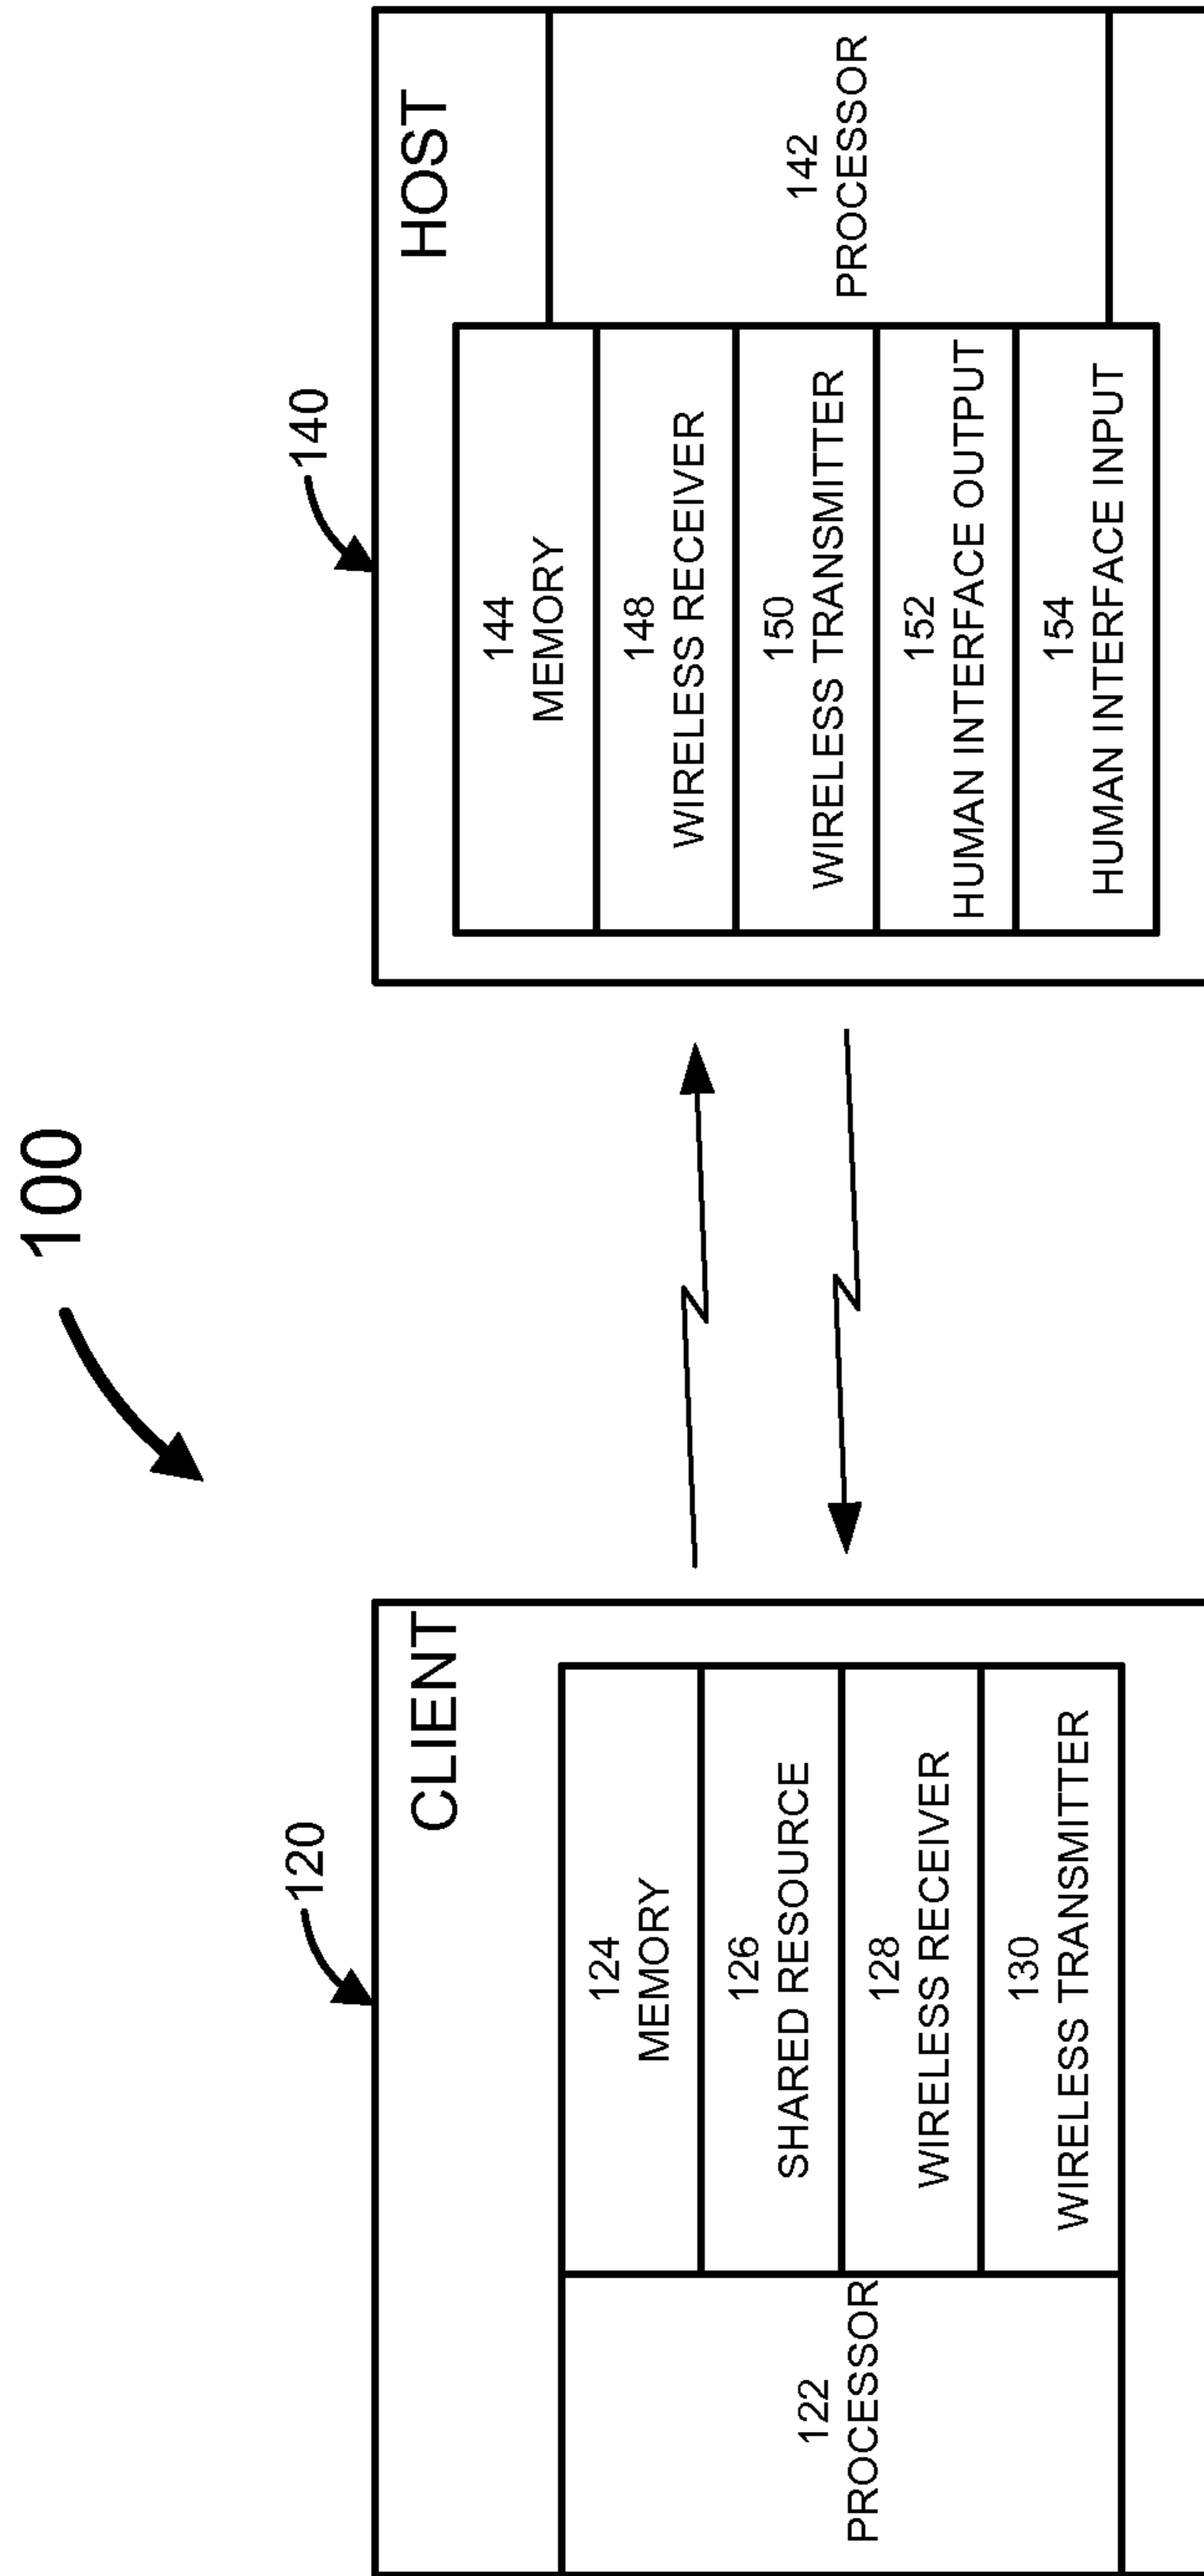 100
120
CLIENT
122
PROCESSOR
124
MEMORY
126
SHARED RESOURCE
128
WIRELESS RECEIVER
130
WIRELESS TRANSMITTER
140
HOST
144
MEMORY
148
WIRELESS RECEIVER
150
WIRELESS TRANSMITTER
152
HUMAN INTERFACE OUTPUT
154
HUMAN INTERFACE INPUT
142
PROCESSOR